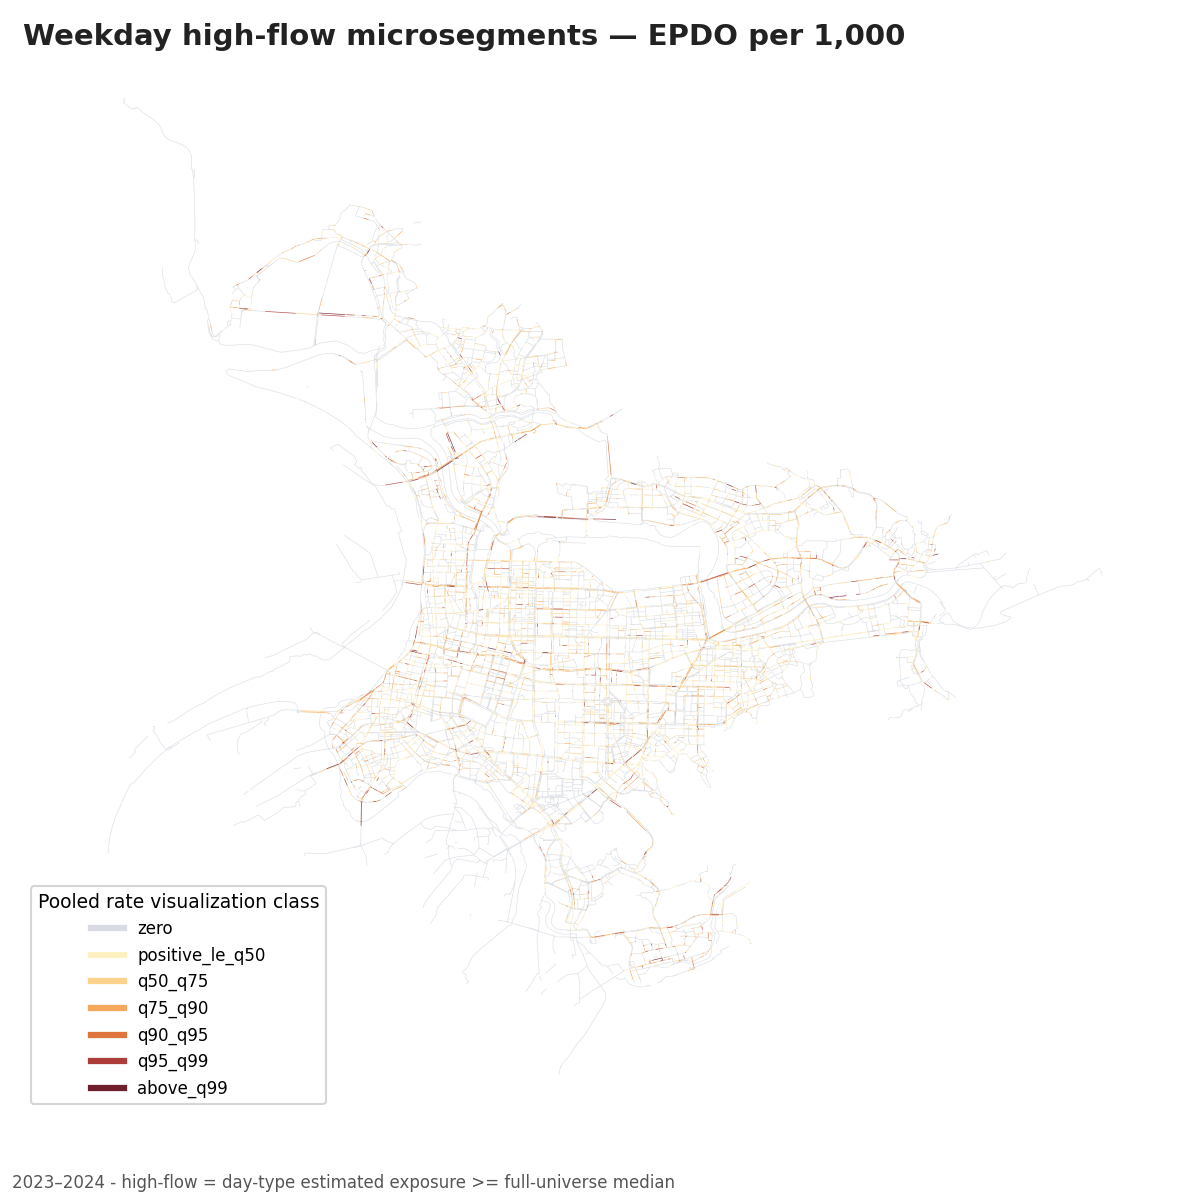 Weekday high-flow microsegments — EPDO per 1,000
Pooled rate visualization class
zero
positive_le_q50
q50_q75
q75_q90
q90_q95
q95_q99
above_q99
2023–2024 - high-flow = day-type estimated exposure >= full-universe median